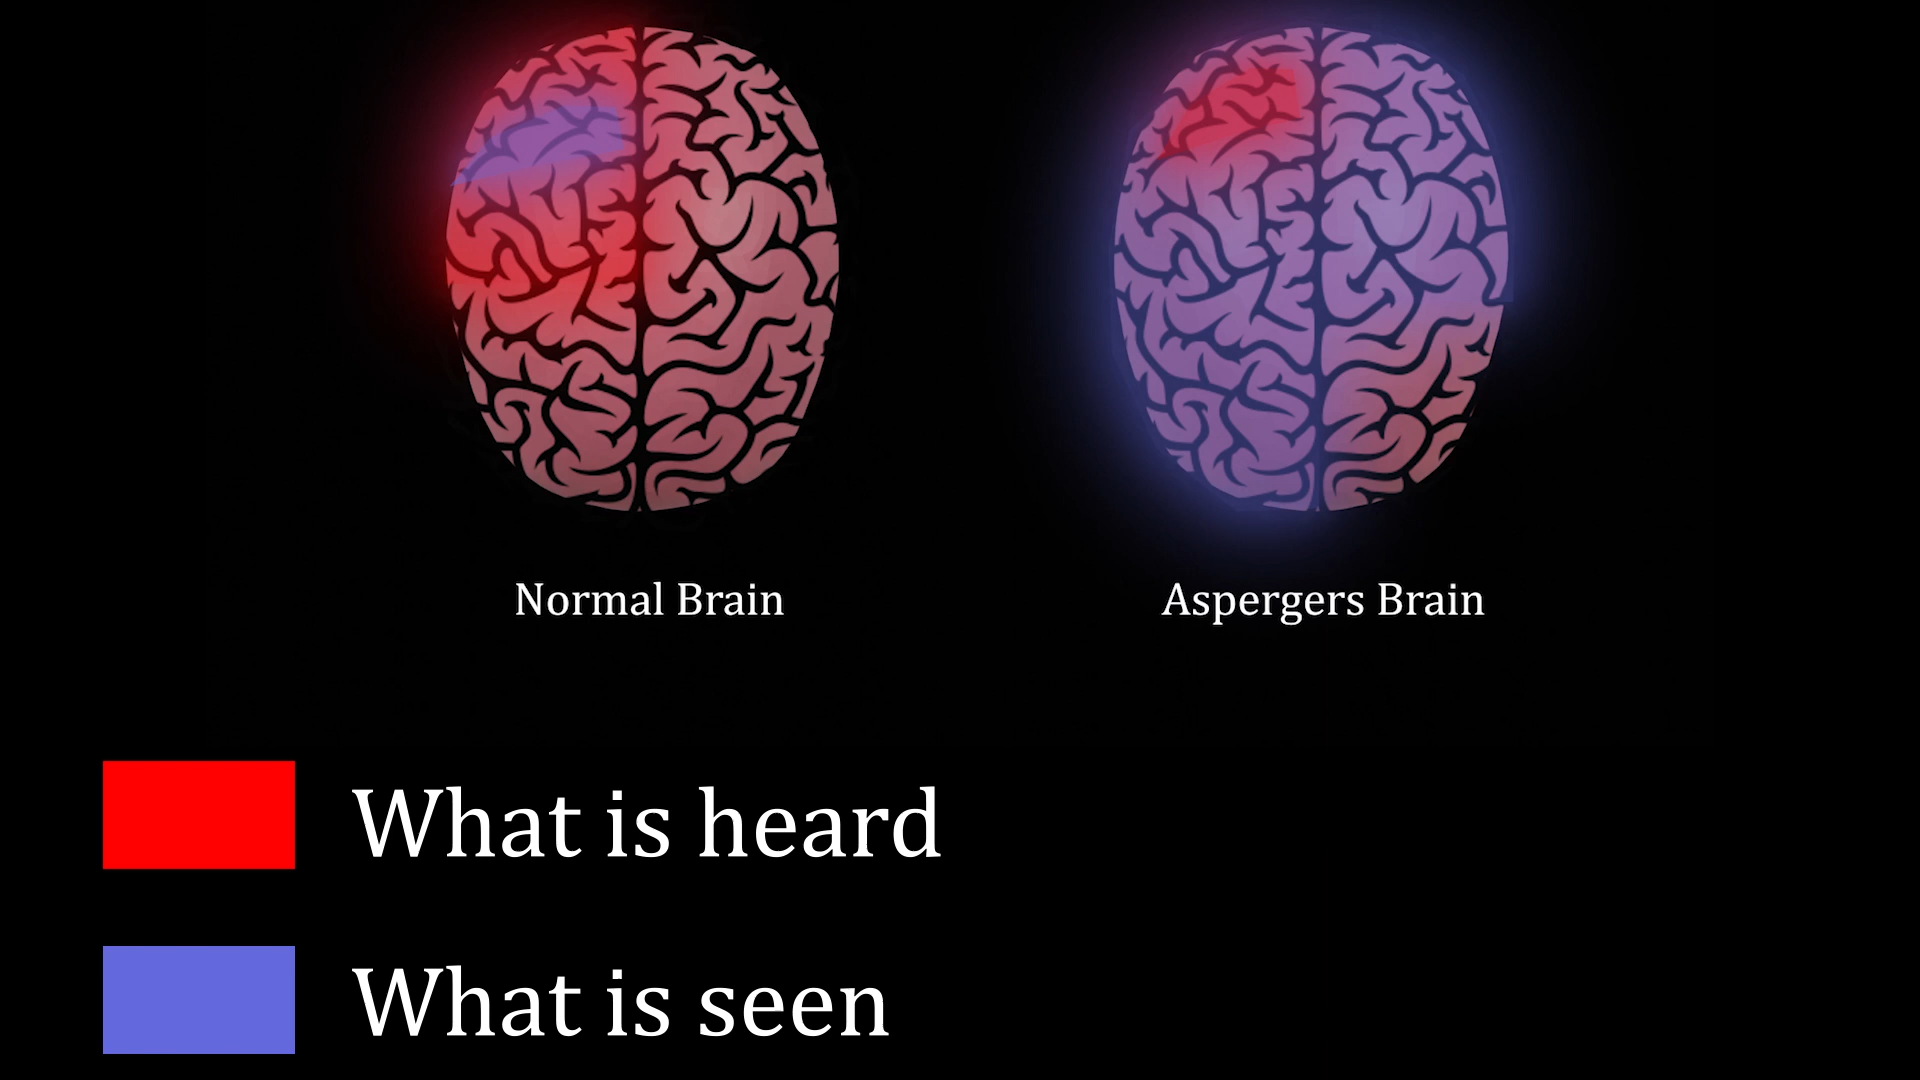 Normal Brain
Aspergers Brain
What is heard
What is seen